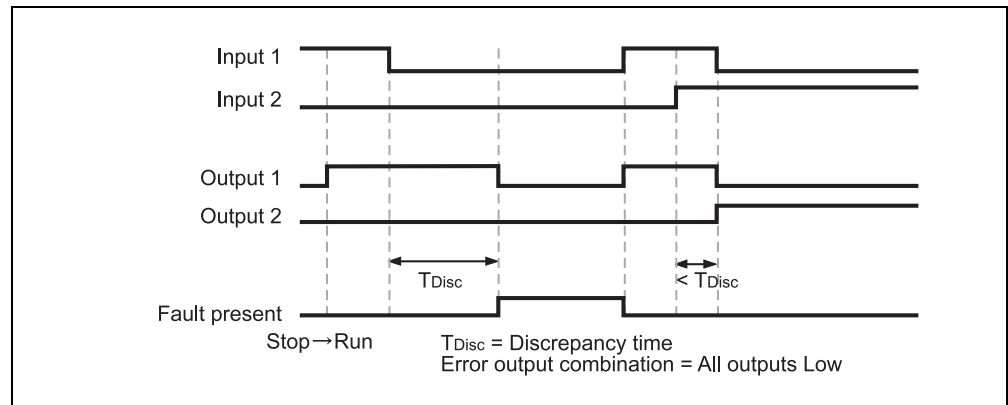 Input 1
Input 2
Output 1
Output 2
TDisc
< TDisc
Fault present
Stop→Run
TDisc = Discrepancy time
Error output combination = All outputs Low